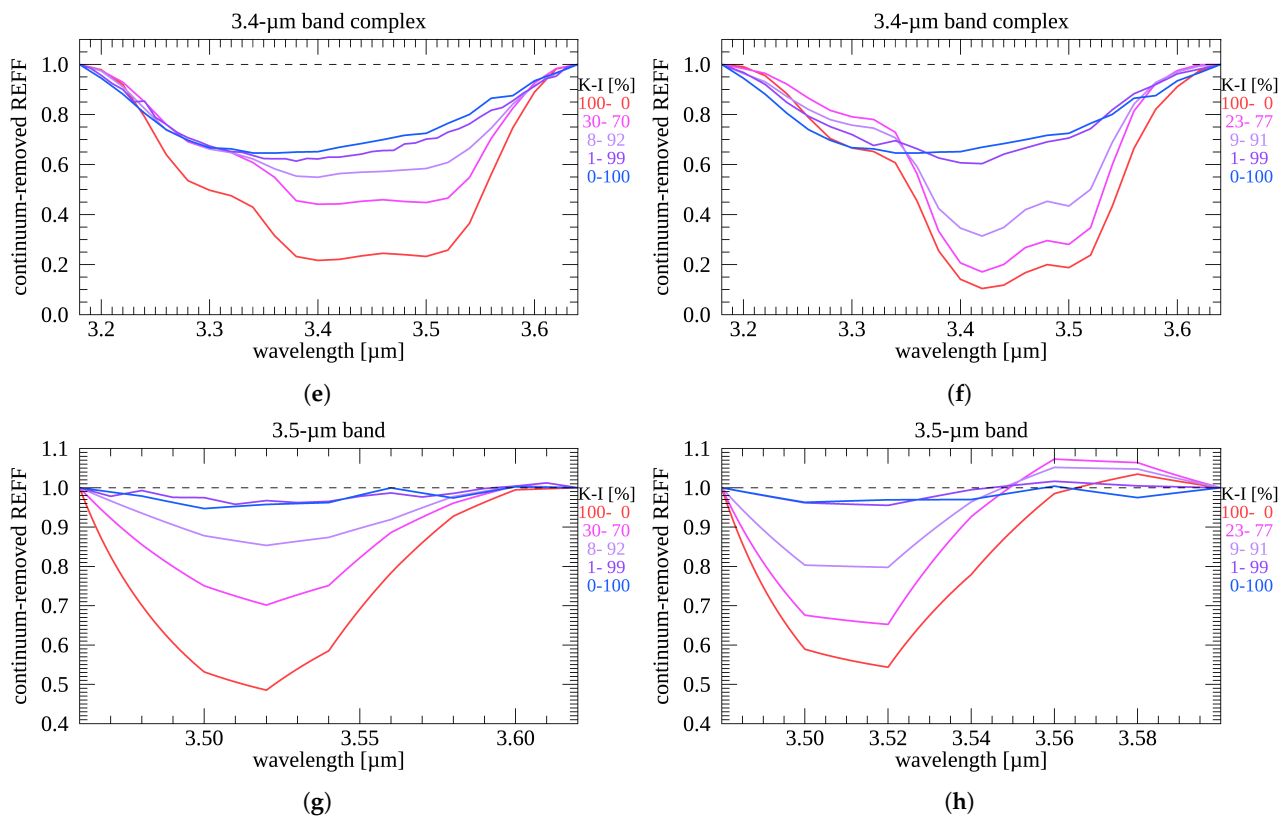 3.4-µm band complex
continuum-removed REFF
1.0
0.8
0.6
0.4
0.2
0.0
3.2 3.3 3.4 3.5 3.6
wavelength [µm]
K-I [%]
100- 0
30- 70
8- 92
1- 99
0-100
(e)
3.4-µm band complex
continuum-removed REFF
1.0
0.8
0.6
0.4
0.2
0.0
3.2 3.3 3.4 3.5 3.6
wavelength [µm]
K-I [%]
100- 0
23- 77
9- 91
1- 99
0-100
(f)
3.5-µm band
continuum-removed REFF
1.1
1.0
0.9
0.8
0.7
0.6
0.5
0.4
3.50 3.55 3.60
wavelength [µm]
K-I [%]
100- 0
30- 70
8- 92
1- 99
0-100
(g)
3.5-µm band
continuum-removed REFF
1.1
1.0
0.9
0.8
0.7
0.6
0.5
0.4
3.50 3.52 3.54 3.56 3.58
wavelength [µm]
K-I [%]
100- 0
23- 77
9- 91
1- 99
0-100
(h)